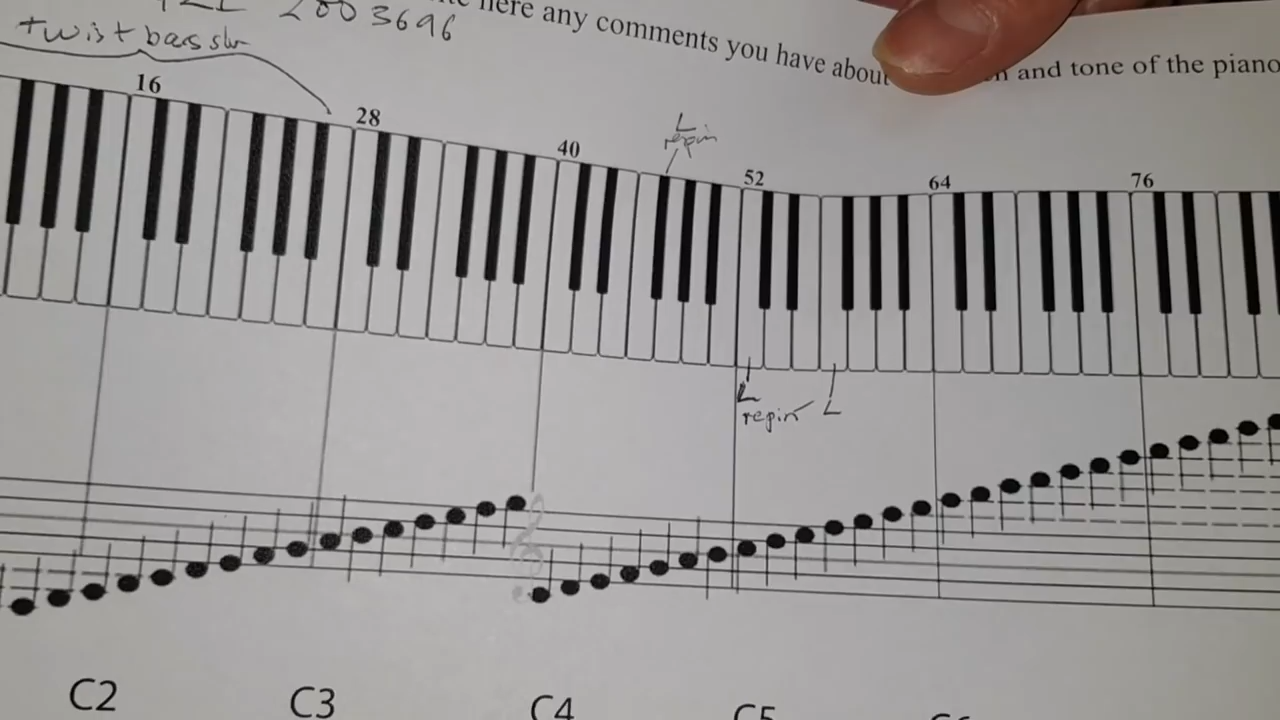 2003696
here any comments you have about
and tone of the piano
twist bass str
16
28
40
52
64
76
L
repin
L
repin L
C2
C3
C4
C5